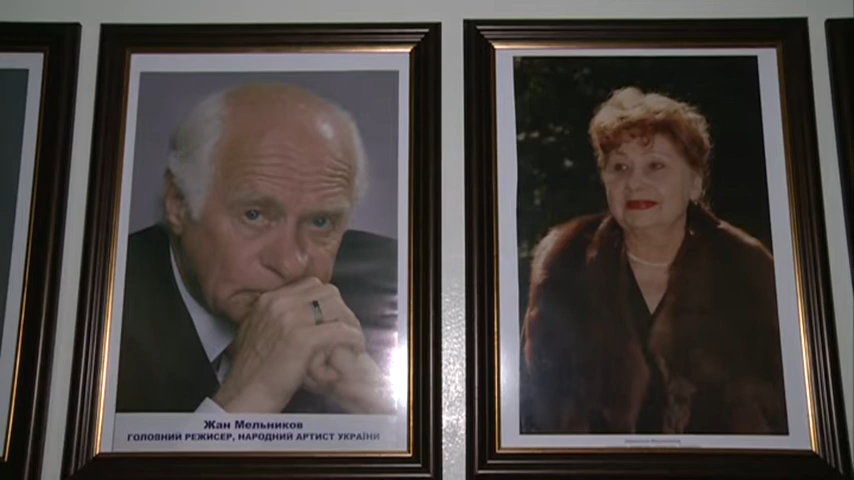 Жан Мельников
ГОЛОВНИЙ РЕЖИСЕР, НАРОДНИЙ АРТИСТ УКРАЇНИ